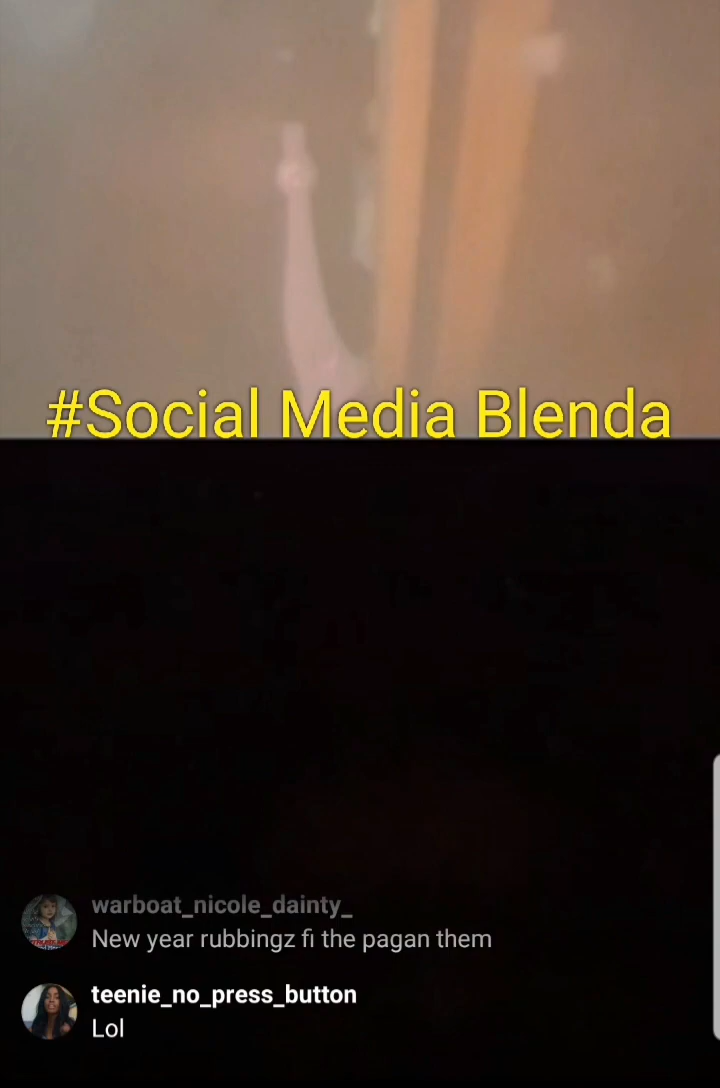 #Social Media Blenda
warboat_nicole_dainty_
New year rubbingz fi the pagan them
teenie_no_press_button
Lol